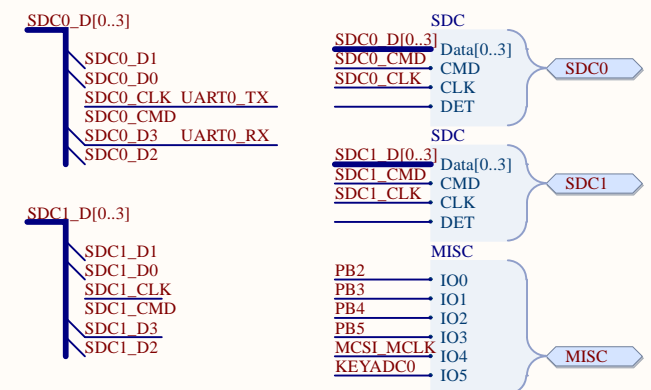 SDC0_D[0..3]
SDC0_D1
SDC0_D0
SDC0_CLK UART0_TX
SDC0_CMD
SDC0_D3 UART0_RX
SDC0_D2
SDC1_D[0..3]
SDC1_D1
SDC1_D0
SDC1_CLK
SDC1_CMD
SDC1_D3
SDC1_D2
SDC
SDC0_D[0..3] Data[0..3]
SDC0_CMD CMD
SDC0_CLK CLK
DET
SDC0
SDC
SDC1_D[0..3] Data[0..3]
SDC1_CMD CMD
SDC1_CLK CLK
DET
SDC1
MISC
PB2 IO0
PB3 IO1
PB4 IO2
PB5 IO3
MCSI_MCLK IO4
KEYADC0 IO5
MISC